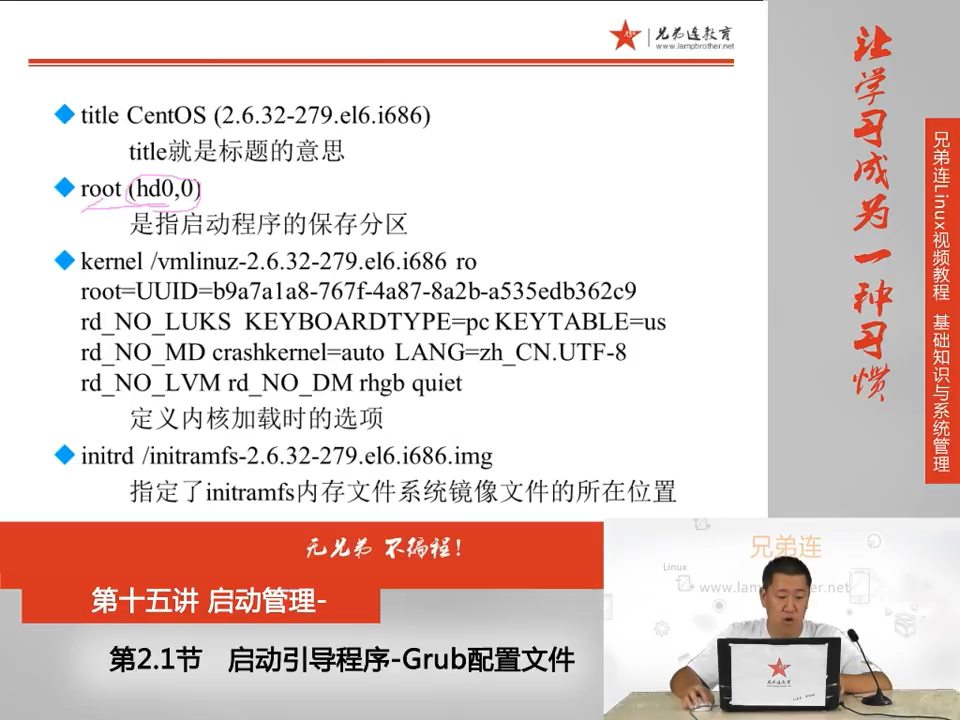 兄弟连教育
www.lampbrother.net
title CentOS (2.6.32-279.el6.i686)
title就是标题的意思
root (hd0,0)
是指启动程序的保存分区
kernel /vmlinuz-2.6.32-279.el6.i686 ro
root=UUID=b9a7a1a8-767f-4a87-8a2b-a535edb362c9
rd_NO_LUKS KEYBOARDTYPE=pc KEYTABLE=us
rd_NO_MD crashkernel=auto LANG=zh_CN.UTF-8
rd_NO_LVM rd_NO_DM rhgb quiet
定义内核加载时的选项
initrd /initramfs-2.6.32-279.el6.i686.img
指定了initramfs内存文件系统镜像文件的所在位置
让学习成为一种习惯
兄弟连Linux视频教程 基础知识与系统管理
无兄弟 不编程!
第十五讲 启动管理-
第2.1节 启动引导程序-Grub配置文件
兄弟连
Linux
www.lam
net